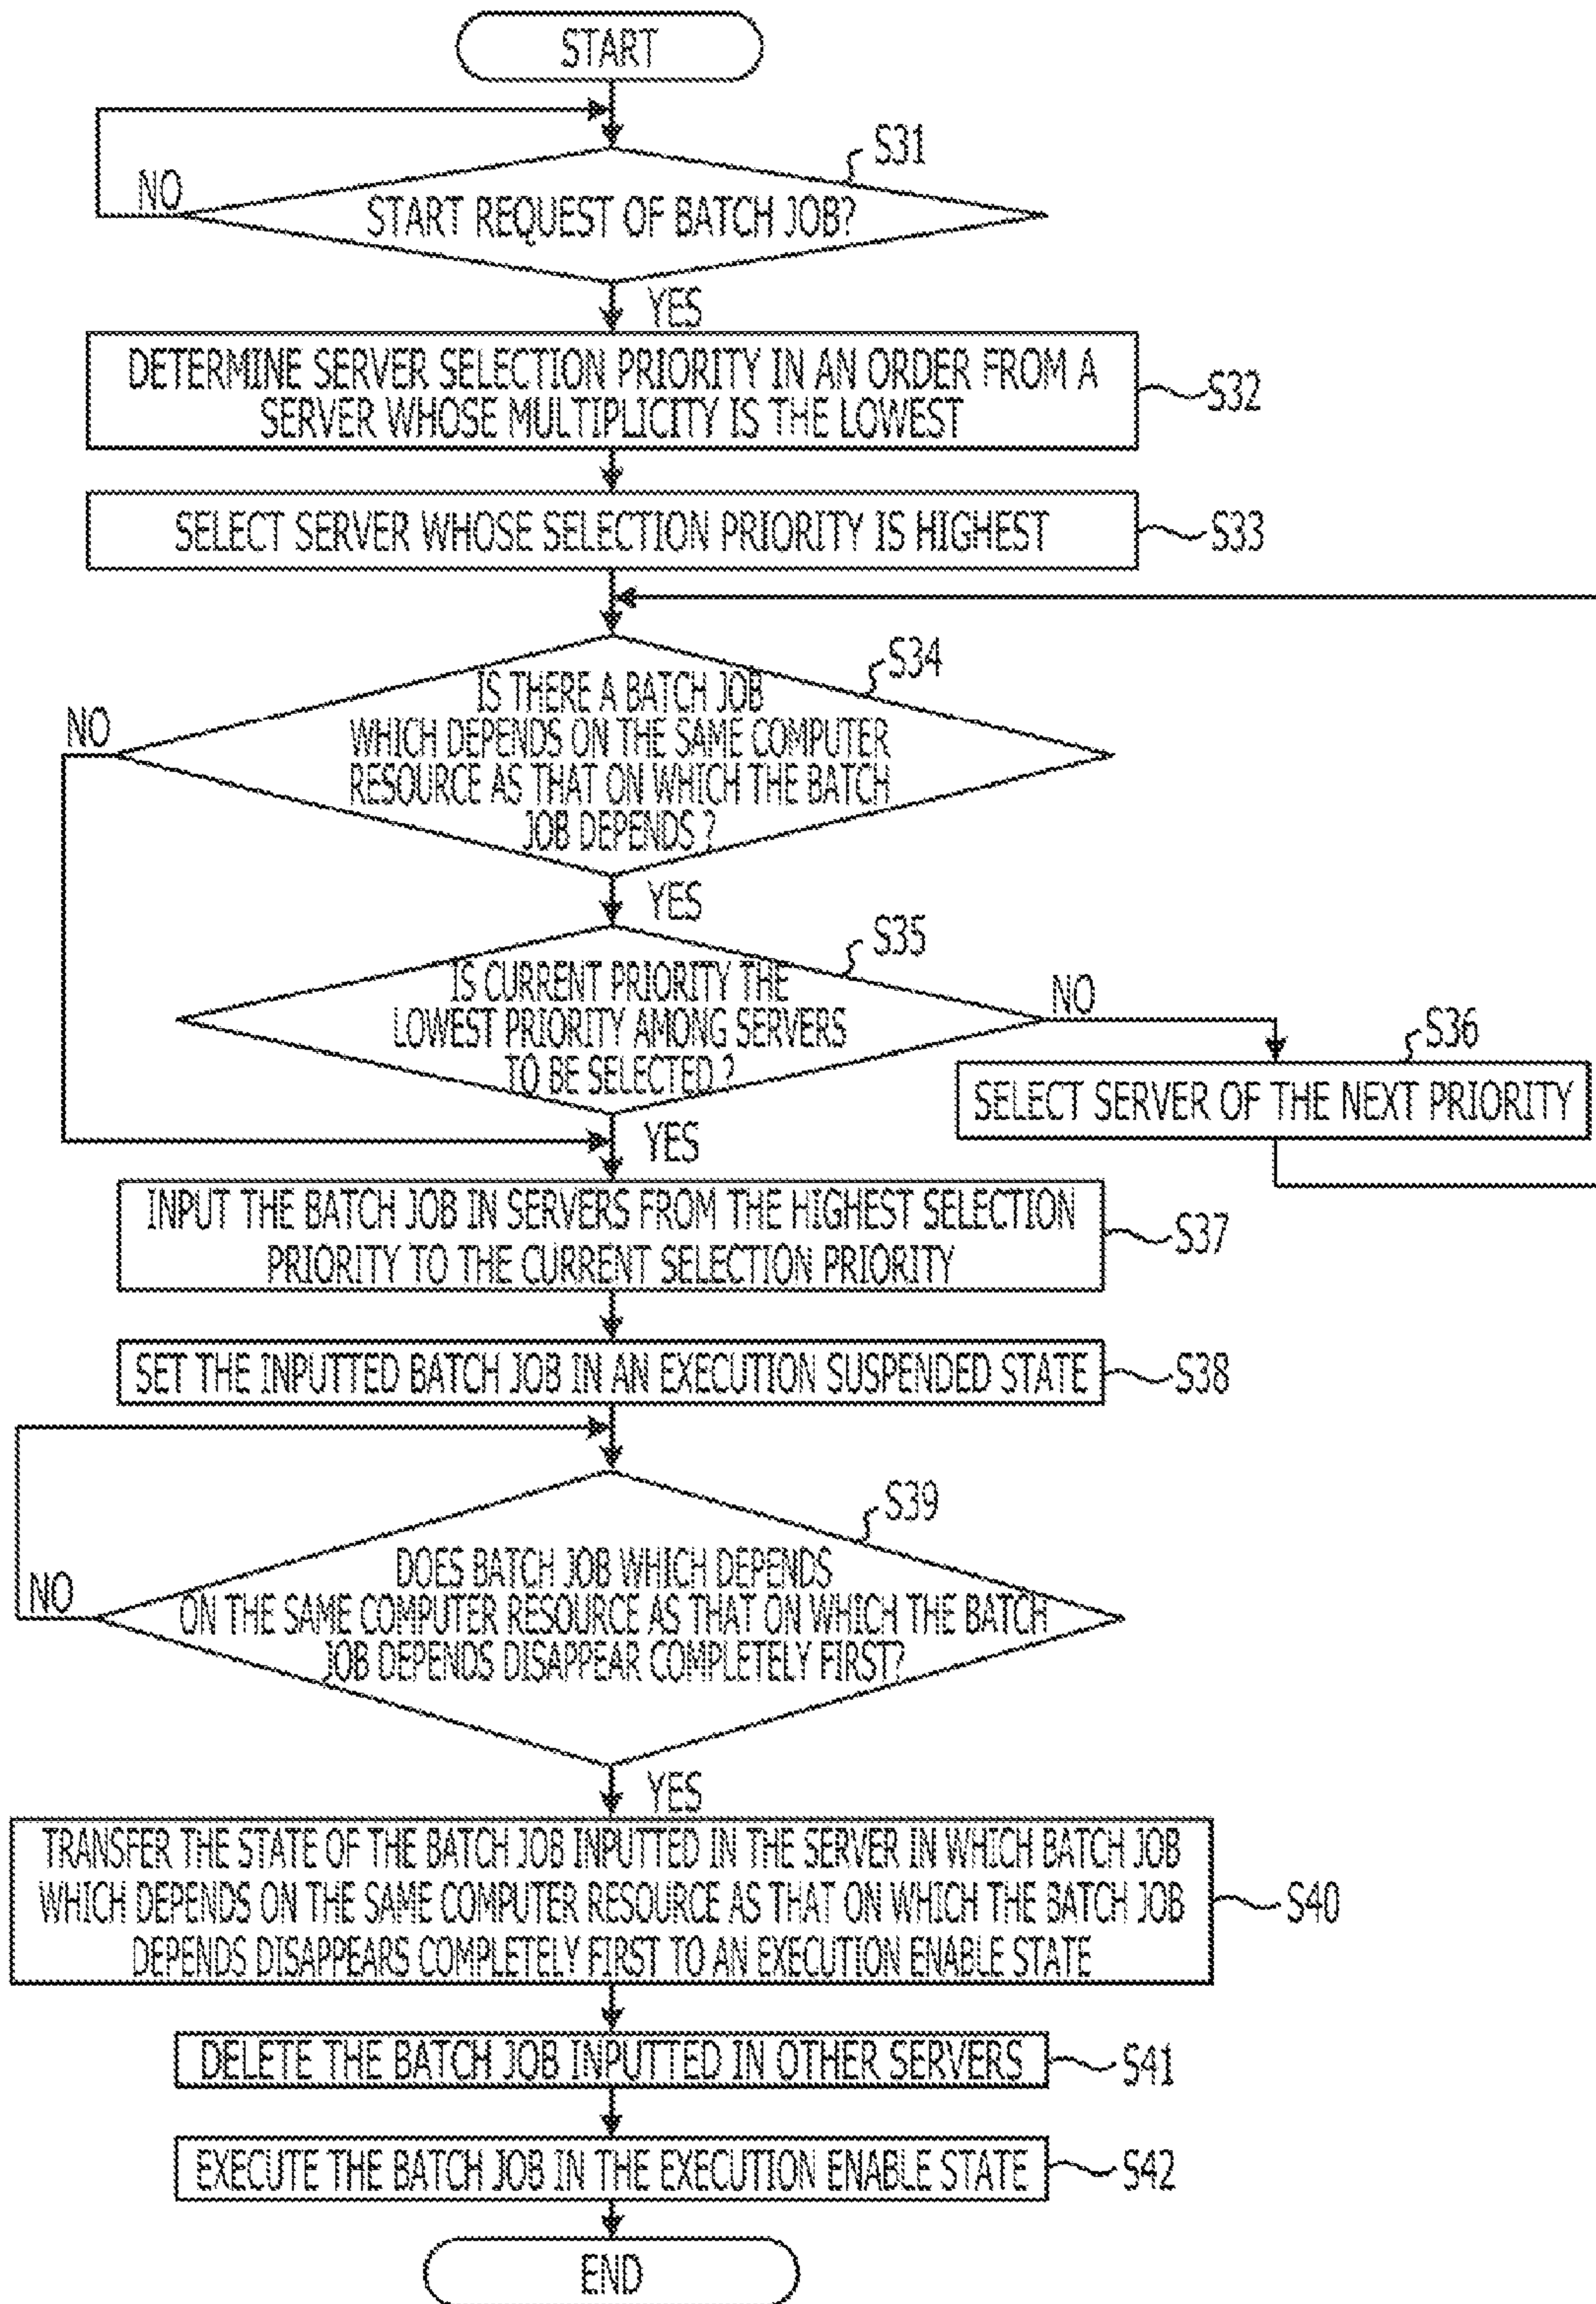 START
S31
NO
START REQUEST OF BATCH JOB?
YES
DETERMINE SERVER SELECTION PRIORITY IN AN ORDER FROM A
SERVER WHOSE MULTIPLICITY IS THE LOWEST
S32
SELECT SERVER WHOSE SELECTION PRIORITY IS HIGHEST
S33
S34
NO
IS THERE A BATCH JOB
WHICH DEPENDS ON THE SAME COMPUTER
RESOURCE AS THAT ON WHICH THE BATCH
JOB DEPENDS ?
YES
S35
IS CURRENT PRIORITY THE
LOWEST PRIORITY AMONG SERVERS
TO BE SELECTED ?
NO
S36
SELECT SERVER OF THE NEXT PRIORITY
YES
INPUT THE BATCH JOB IN SERVERS FROM THE HIGHEST SELECTION
PRIORITY TO THE CURRENT SELECTION PRIORITY
S37
SET THE INPUTTED BATCH JOB IN AN EXECUTION SUSPENDED STATE
S38
S39
NO
DOES BATCH JOB WHICH DEPENDS
ON THE SAME COMPUTER RESOURCE AS THAT ON WHICH THE BATCH
JOB DEPENDS DISAPPEAR COMPLETELY FIRST?
YES
TRANSFER THE STATE OF THE BATCH JOB INPUTTED IN THE SERVER IN WHICH BATCH JOB
WHICH DEPENDS ON THE SAME COMPUTER RESOURCE AS THAT ON WHICH THE BATCH JOB
DEPENDS DISAPPEARS COMPLETELY FIRST TO AN EXECUTION ENABLE STATE
S40
DELETE THE BATCH JOB INPUTTED IN OTHER SERVERS
S41
EXECUTE THE BATCH JOB IN THE EXECUTION ENABLE STATE
S42
END